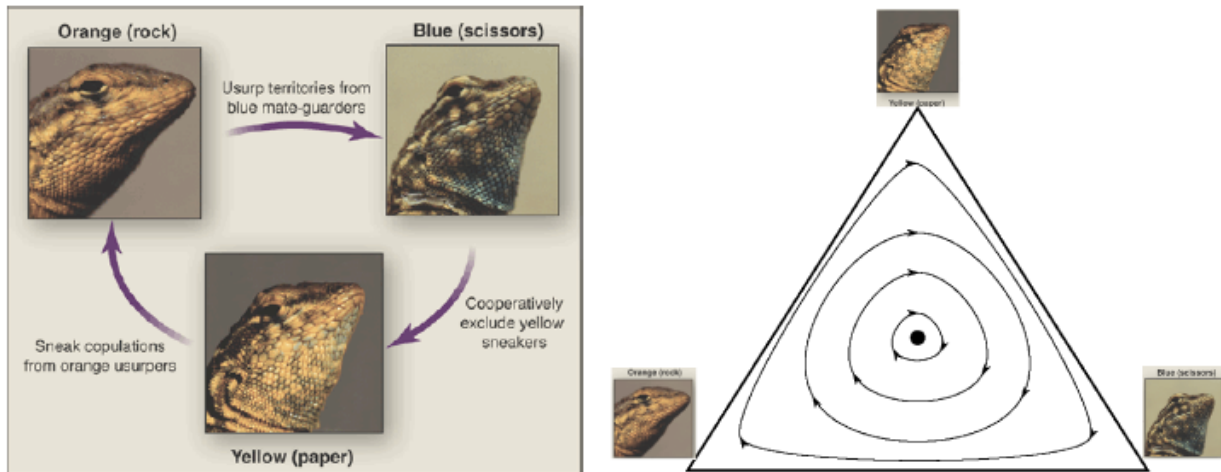 Orange (rock)
Blue (scissors)
Usurp territories from
blue mate-guarders
Cooperatively
exclude yellow
sneakers
Sneak copulations
from orange usurpers
Yellow (paper)
Yellow (paper)
Orange (rock)
Blue (scissors)